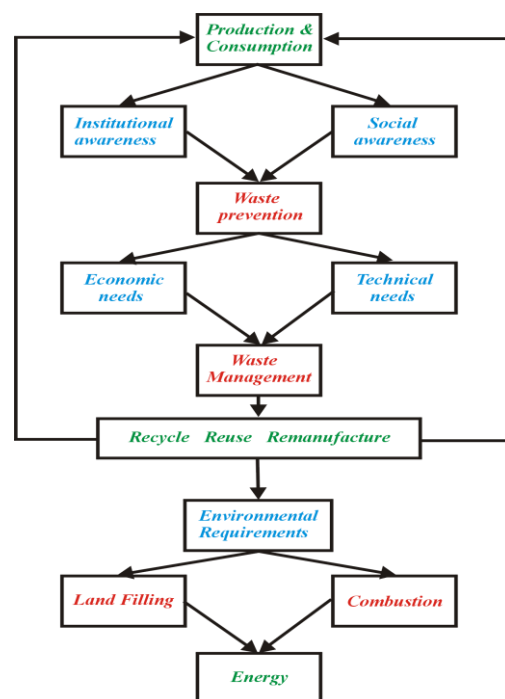 Production &
Consumption
Institutional
awareness
Social
awareness
Waste
prevention
Economic
needs
Technical
needs
Waste
Management
Recycle Reuse Remanufacture
Environmental
Requirements
Land Filling
Combustion
Energy